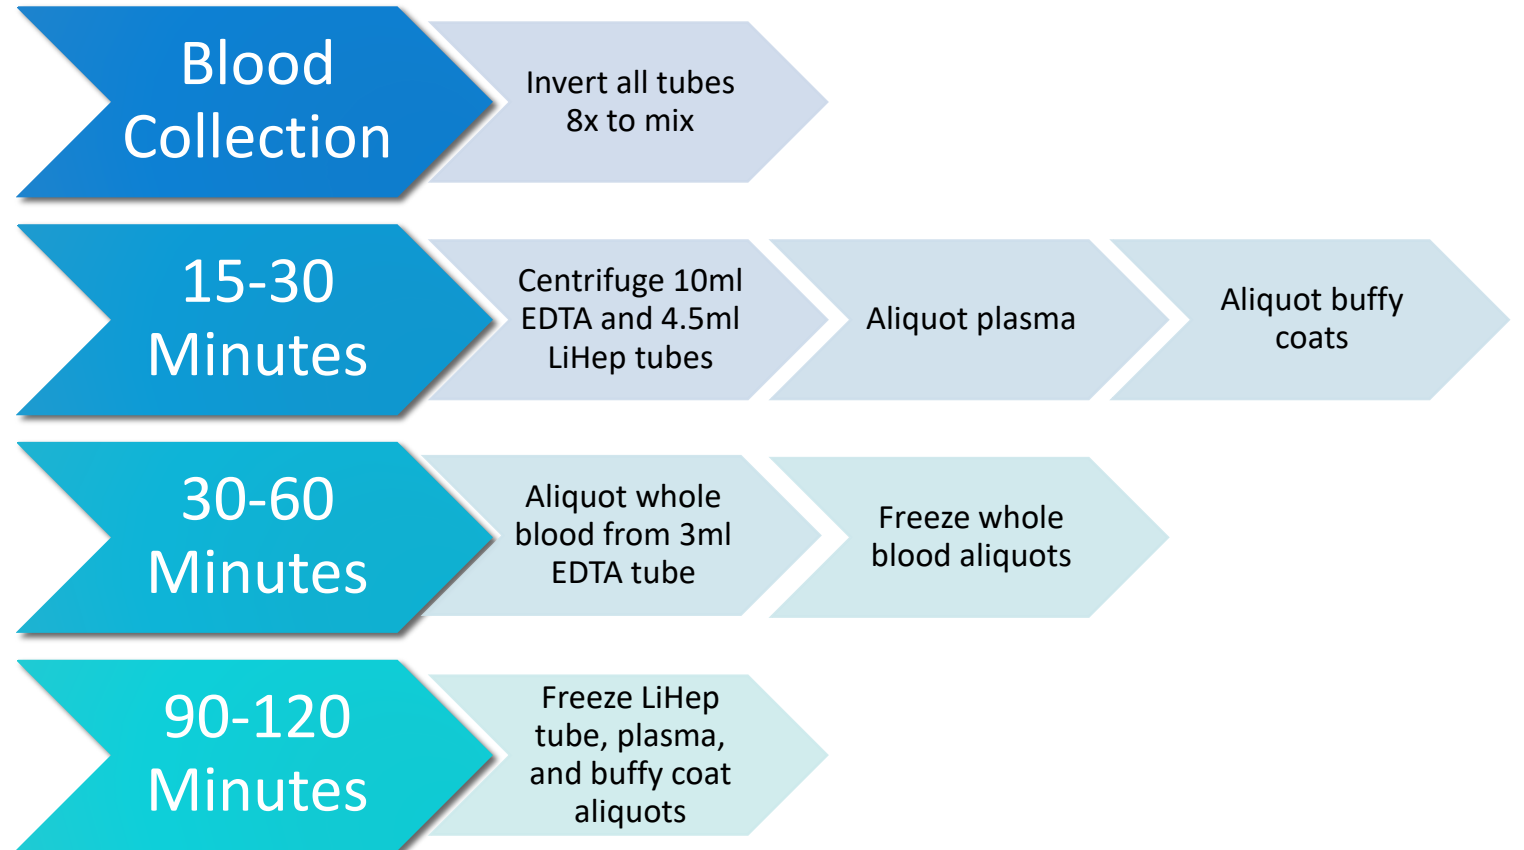 Blood
Collection
Invert all tubes
8x to mix
15-30
Minutes
Centrifuge 10ml
EDTA and 4.5ml
LiHep tubes
Aliquot plasma
Aliquot buffy
coats
30-60
Minutes
Aliquot whole
blood from 3ml
EDTA tube
Freeze whole
blood aliquots
90-120
Minutes
Freeze LiHep
tube, plasma,
and buffy coat
aliquots